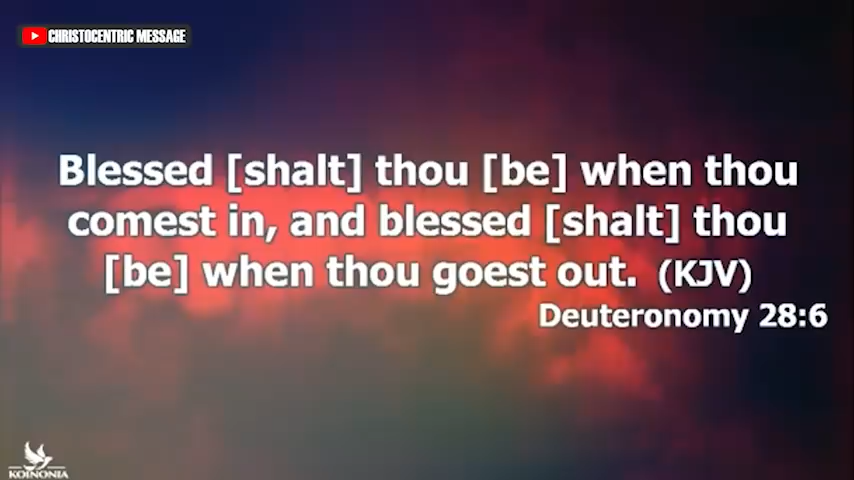 CHRISTOCENTRIC MESSAGE
Blessed [shalt] thou [be] when thou
comest in, and blessed [shalt] thou
[be] when thou goest out. (KJV)
Deuteronomy 28:6
KOINONIA